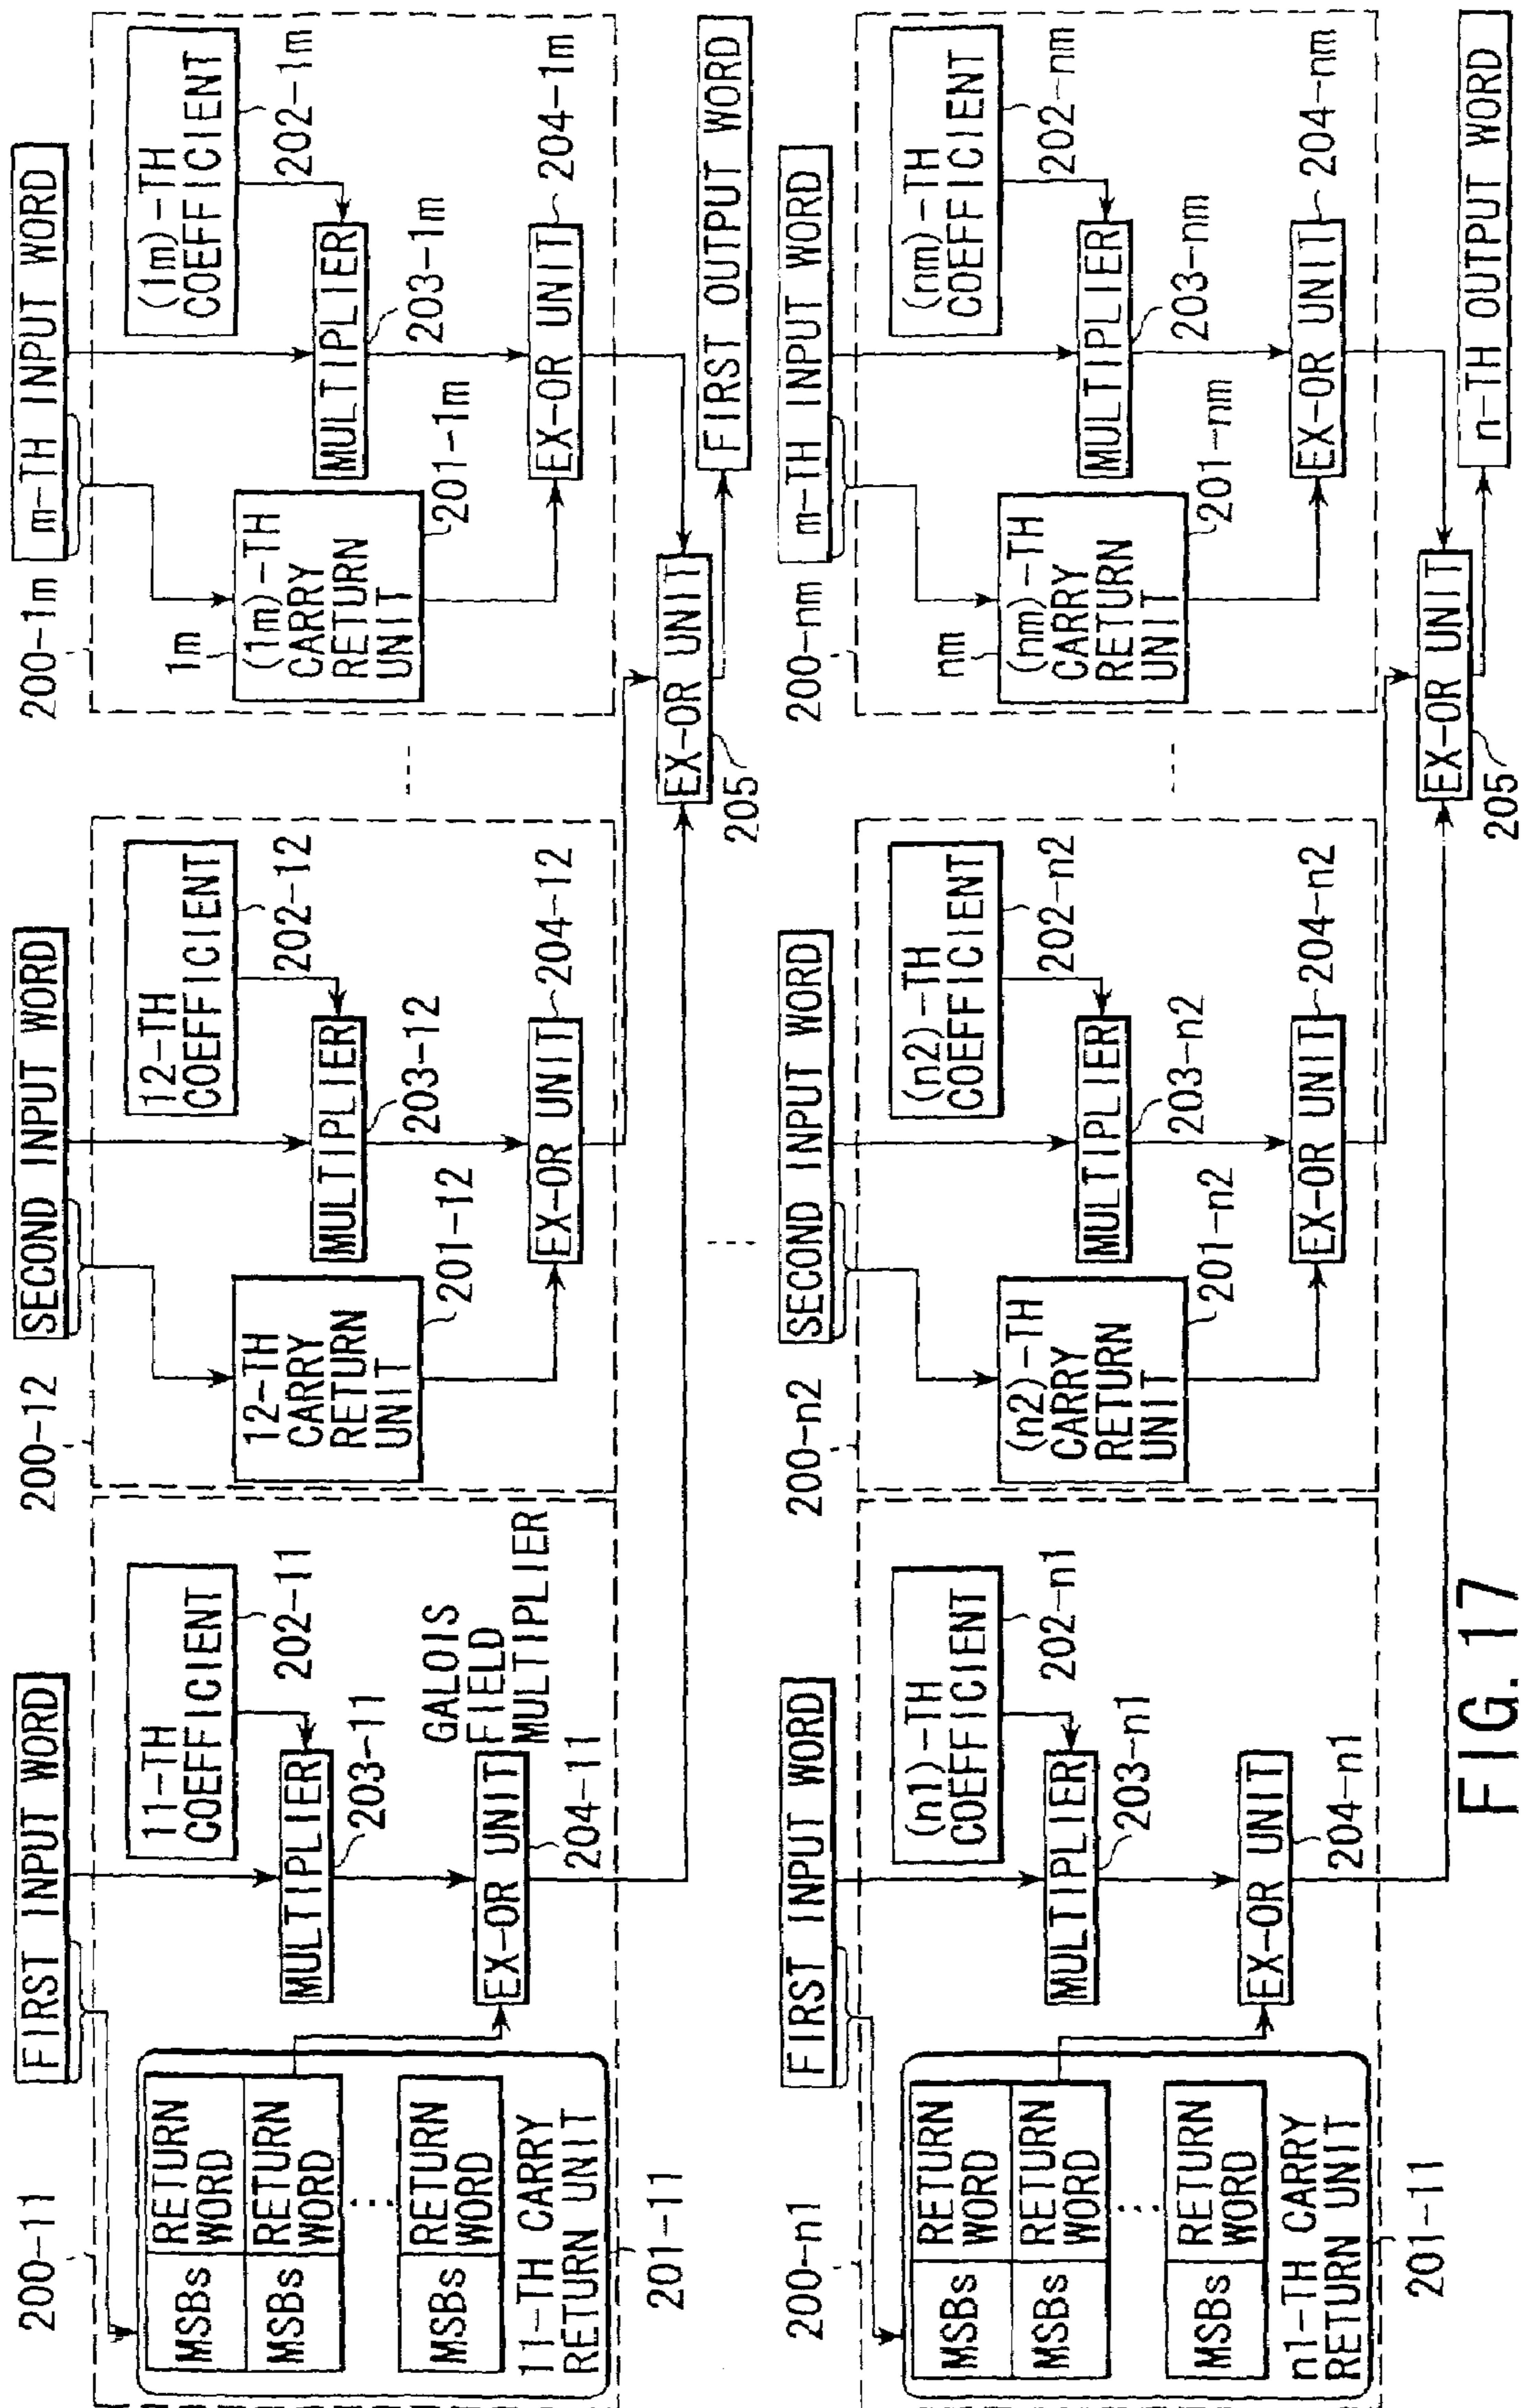 200-11
FIRST INPUT WORD
MSBs
RETURN
WORD
MSBs
RETURN
WORD
MSBs
RETURN
WORD
11-TH CARRY
RETURN UNIT
201-11
11-TH
COEFFICIENT
202-11
MULTIPLIER
203-11
GALOIS
FIELD
MULTIPLIER
EX-OR UNIT
204-11
200-12
SECOND INPUT WORD
12-TH
CARRY
RETURN
UNIT
201-12
12-TH
COEFFICIENT
202-12
MULTIPLIER
203-12
EX-OR UNIT
204-12
200-1m
m-TH INPUT WORD
1m
(1m)-TH
CARRY
RETURN
UNIT
201-1m
(1m)-TH
COEFFICIENT
202-1m
MULTIPLIER
203-1m
EX-OR UNIT
204-1m
EX-OR UNIT
205
FIRST OUTPUT WORD
200-n1
FIRST INPUT WORD
MSBs
RETURN
WORD
MSBs
RETURN
WORD
MSBs
RETURN
WORD
n1-TH CARRY
RETURN UNIT
201-11
(n1)-TH
COEFFICIENT
202-n1
MULTIPLIER
203-n1
EX-OR UNIT
204-n1
200-n2
SECOND INPUT WORD
(n2)-TH
CARRY
RETURN
UNIT
201-n2
(n2)-TH
COEFFICIENT
202-n2
MULTIPLIER
203-n2
EX-OR UNIT
204-n2
200-nm
m-TH INPUT WORD
nm
(nm)-TH
CARRY
RETURN
UNIT
201-nm
(nm)-TH
COEFFICIENT
202-nm
MULTIPLIER
203-nm
EX-OR UNIT
204-nm
EX-OR UNIT
205
n-TH OUTPUT WORD
FIG. 17